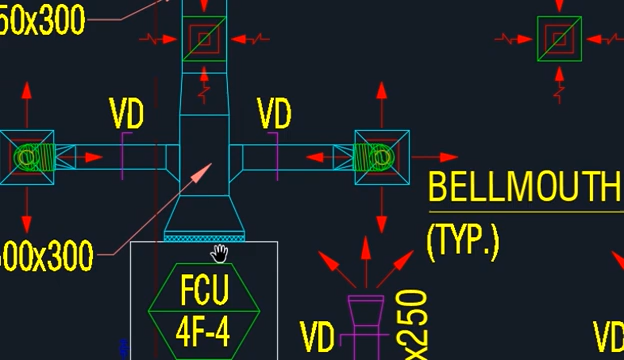 50x300
VD
VD
BELLMOUTH
(TYP.)
00x300
FCU
4F-4
VD
x250
VD